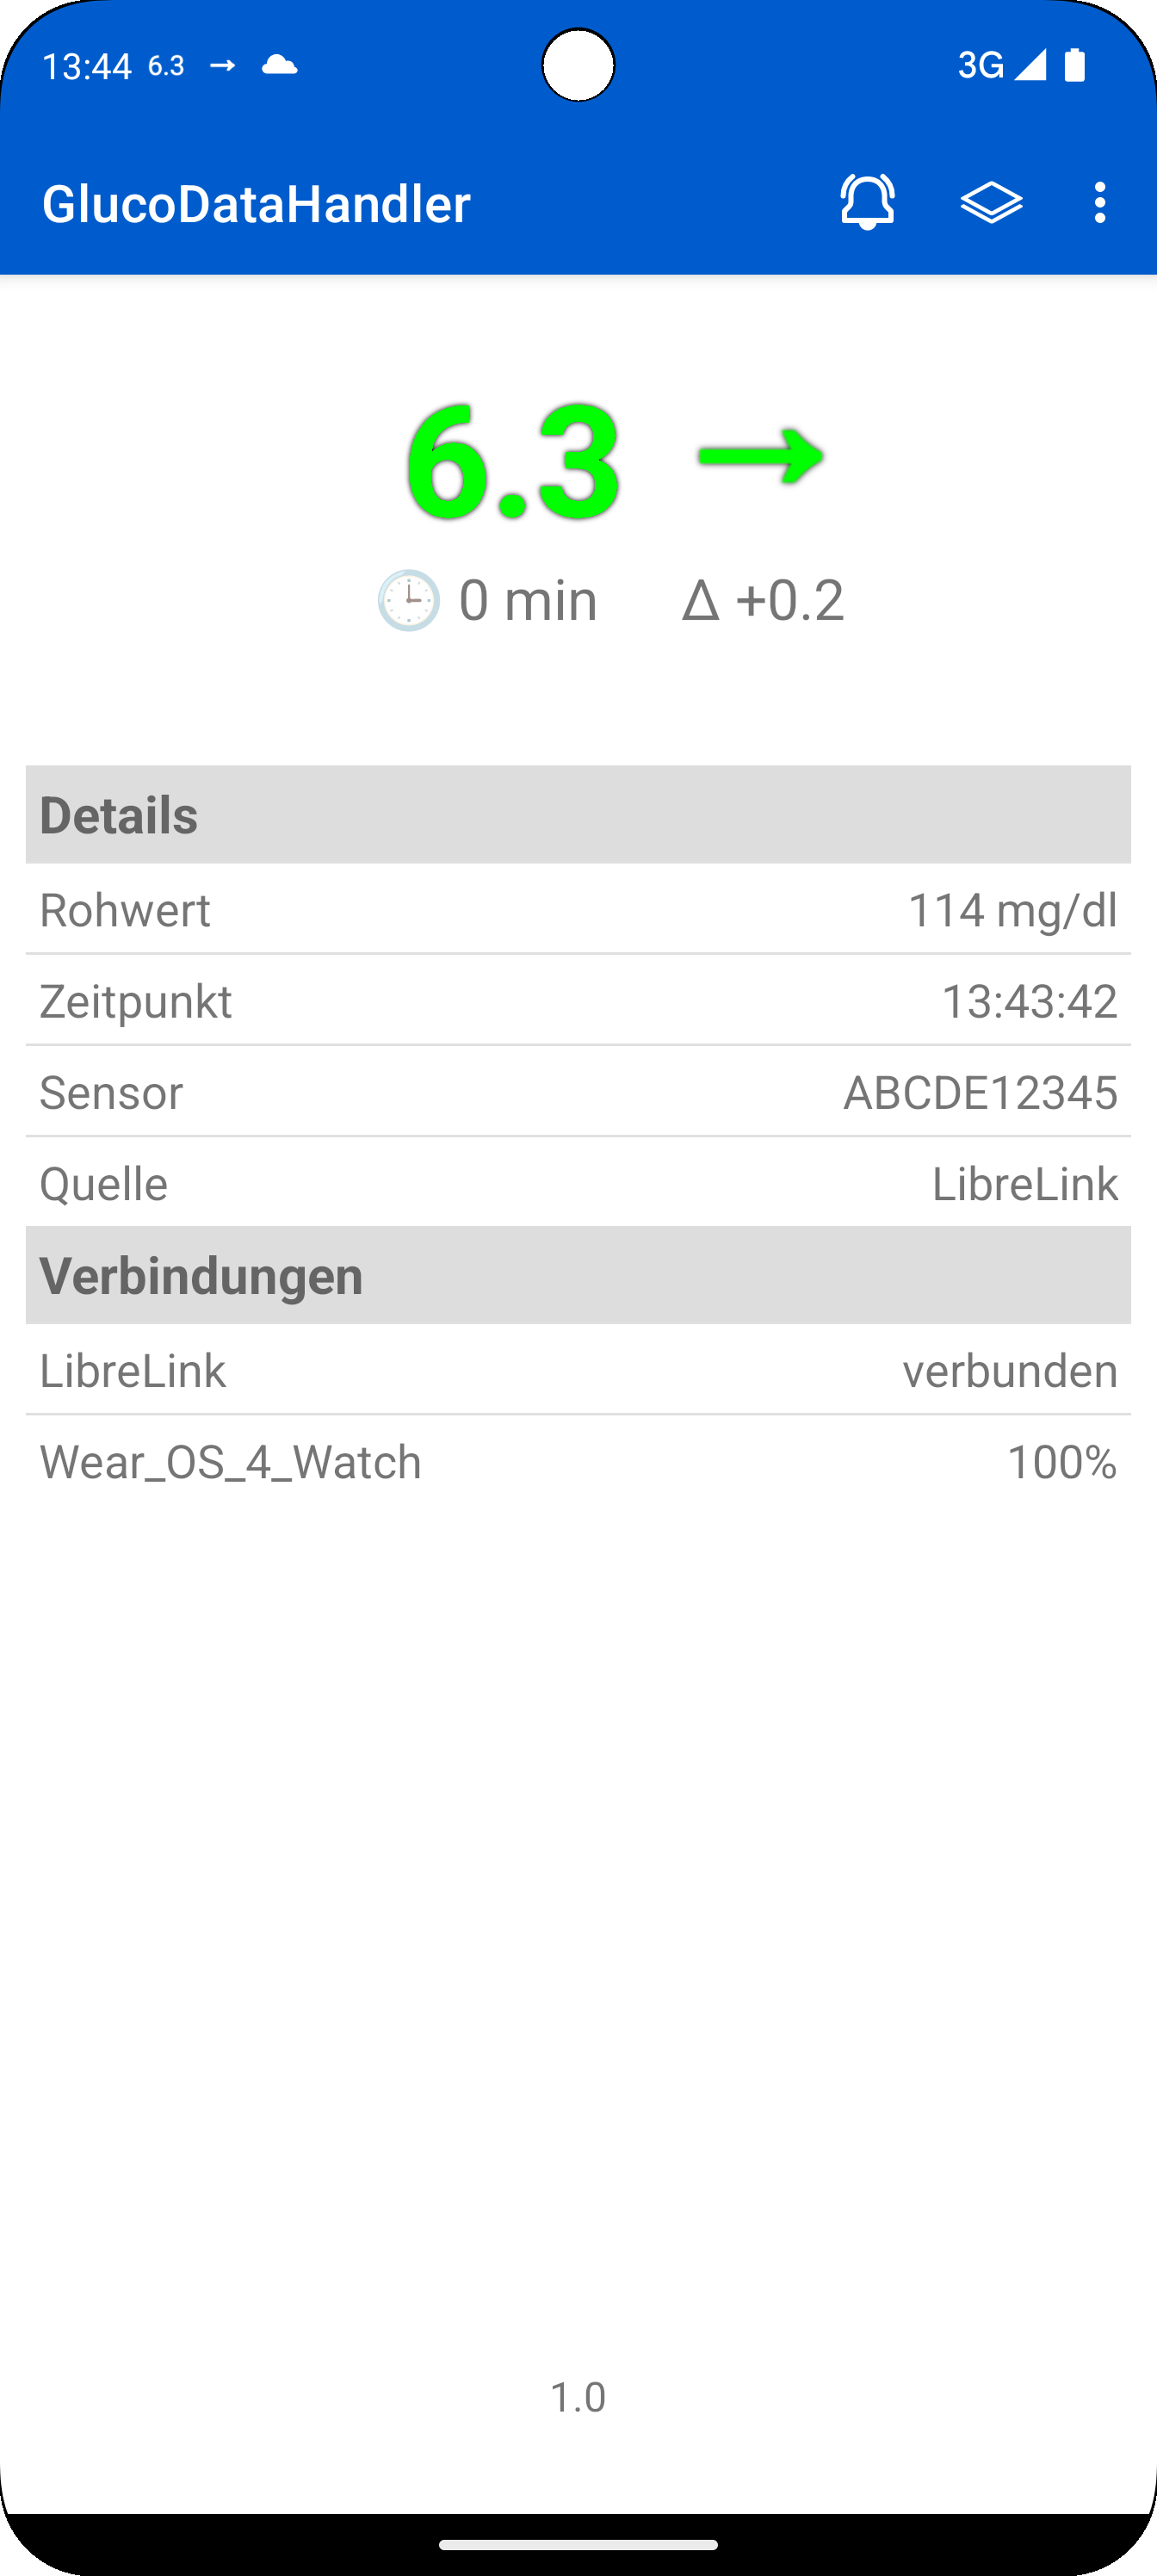 13:44 6.3 → 3G
GlucoDataHandler
6.3 →
0 min Δ +0.2
Details
Rohwert 114 mg/dl
Zeitpunkt 13:43:42
Sensor ABCDE12345
Quelle LibreLink
Verbindungen
LibreLink verbunden
Wear_OS_4_Watch 100%
1.0